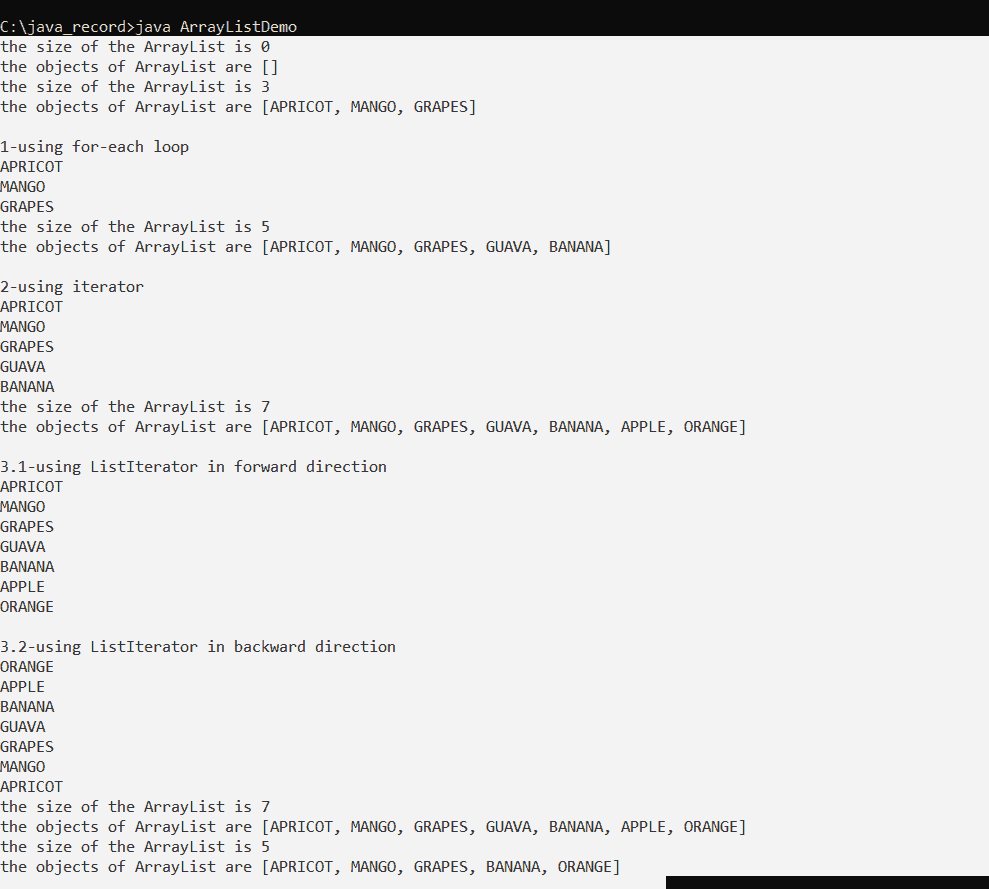 C:\java_record>java ArrayListDemo
the size of the ArrayList is 0
the objects of ArrayList are []
the size of the ArrayList is 3
the objects of ArrayList are [APRICOT, MANGO, GRAPES]
1-using for-each loop
APRICOT
MANGO
GRAPES
the size of the ArrayList is 5
the objects of ArrayList are [APRICOT, MANGO, GRAPES, GUAVA, BANANA]
2-using iterator
APRICOT
MANGO
GRAPES
GUAVA
BANANA
the size of the ArrayList is 7
the objects of ArrayList are [APRICOT, MANGO, GRAPES, GUAVA, BANANA, APPLE, ORANGE]
3.1-using ListIterator in forward direction
APRICOT
MANGO
GRAPES
GUAVA
BANANA
APPLE
ORANGE
3.2-using ListIterator in backward direction
ORANGE
APPLE
BANANA
GUAVA
GRAPES
MANGO
APRICOT
the size of the ArrayList is 7
the objects of ArrayList are [APRICOT, MANGO, GRAPES, GUAVA, BANANA, APPLE, ORANGE]
the size of the ArrayList is 5
the objects of ArrayList are [APRICOT, MANGO, GRAPES, BANANA, ORANGE]